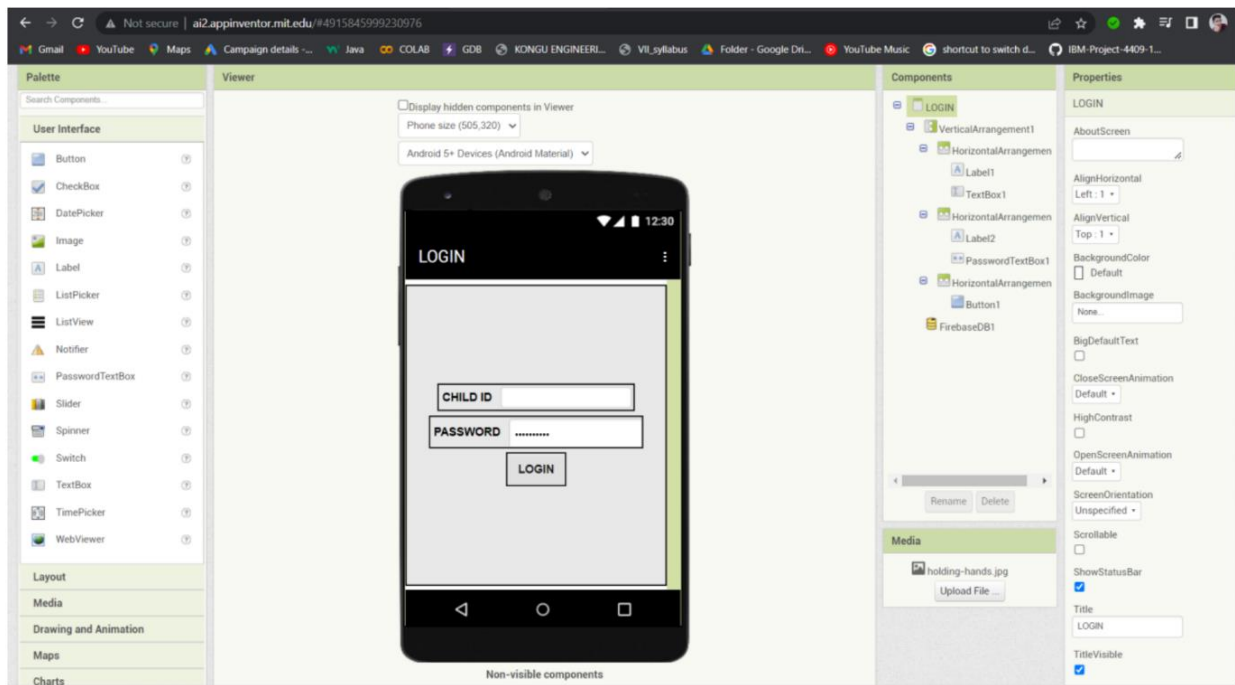 Not secure | ai2.appinventor.mit.edu/#4915845999230976
Gmail YouTube Maps Campaign details -... Java COLAB GDB KONGU ENGINEERI... VII_syllabus Folder - Google Dri... YouTube Music shortcut to switch d... IBM-Project-4409-1...
Palette
Search Components...
User Interface
Button
CheckBox
DatePicker
Image
Label
ListPicker
ListView
Notifier
PasswordTextBox
Slider
Spinner
Switch
TextBox
TimePicker
WebViewer
Layout
Media
Drawing and Animation
Maps
Charts
Viewer
Display hidden components in Viewer
Phone size (505,320)
Android 5+ Devices (Android Material)
12:30
LOGIN
CHILD ID
PASSWORD ..........
LOGIN
Non-visible components
Components
LOGIN
VerticalArrangement1
HorizontalArrangemen
Label1
TextBox1
HorizontalArrangemen
Label2
PasswordTextBox1
HorizontalArrangemen
Button1
FirebaseDB1
Rename Delete
Media
holding-hands.jpg
Upload File ...
Properties
LOGIN
AboutScreen
AlignHorizontal
Left : 1
AlignVertical
Top : 1
BackgroundColor
Default
BackgroundImage
None...
BigDefaultText
CloseScreenAnimation
Default
HighContrast
OpenScreenAnimation
Default
ScreenOrientation
Unspecified
Scrollable
ShowStatusBar
Title
LOGIN
TitleVisible